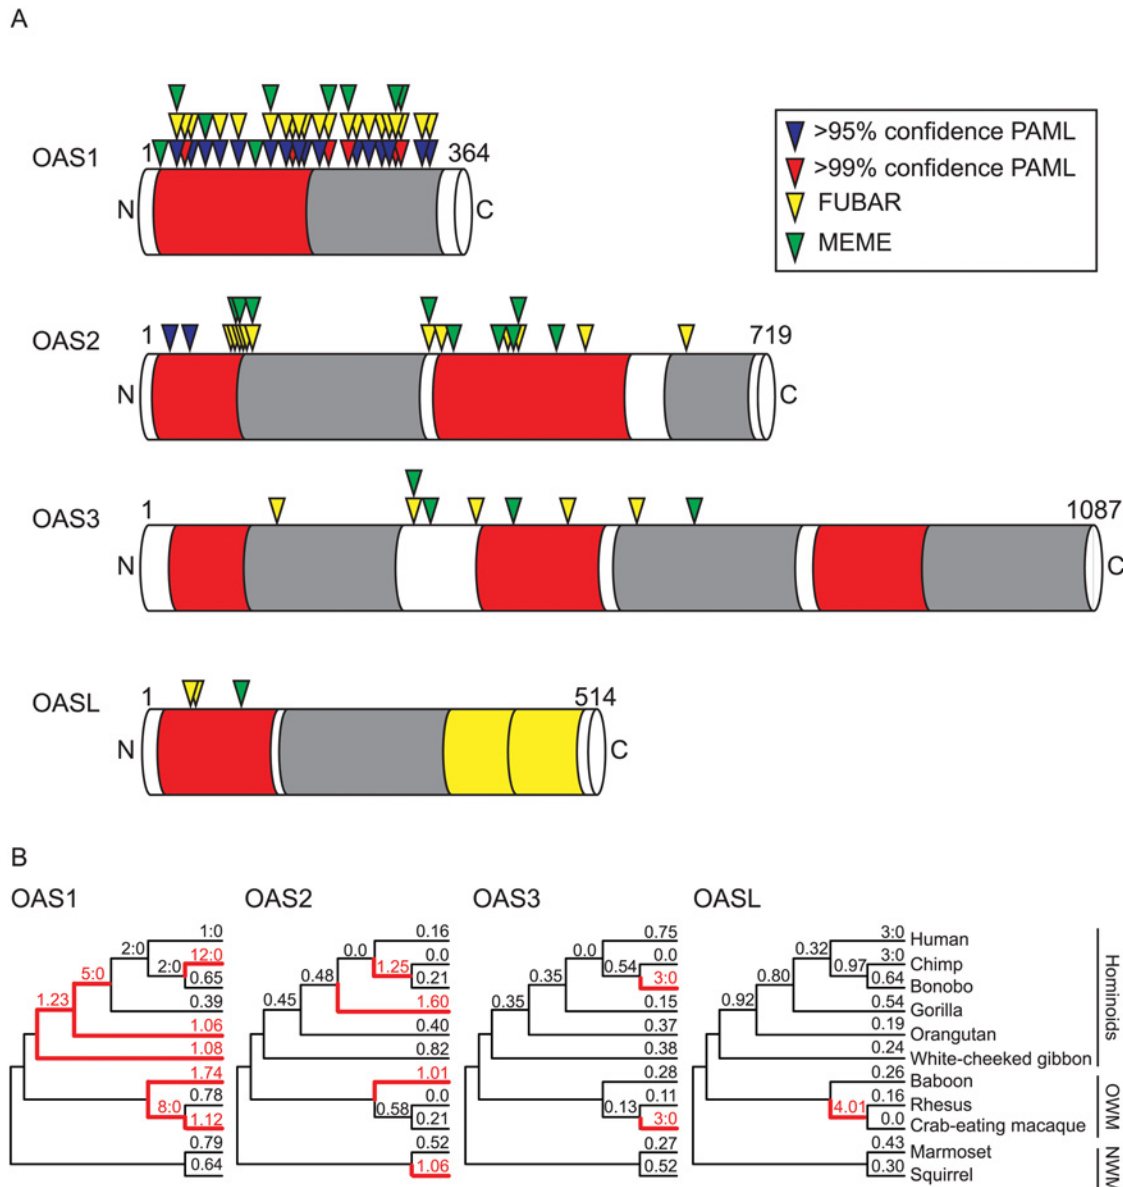 A
OAS1
1
364
N
C
>95% confidence PAML
>99% confidence PAML
FUBAR
MEME
OAS2
1
719
N
C
OAS3
1
1087
N
C
OASL
1
514
N
C
B
OAS1 OAS2 OAS3 OASL
1:0 0.16 0.75 3:0 Human
2:0 0.0 0.0 0.32
12:0 0.0 0.0 3:0 Chimp
2:0 1.25 0.54 0.97
0.65 0.21 3:0 0.64 Bonobo
5:0 0.48 0.35 0.80
0.39 1.60 0.15 0.54 Gorilla
1.23 0.45 0.35 0.92
1.06 0.40 0.37 0.19 Orangutan
1.08 0.82 0.38 0.24 White-cheeked gibbon
1.74 1.01 0.28 0.26 Baboon
0.78 0.0 0.11 0.16 Rhesus
8:0 0.58 0.13 4.01
1.12 0.21 3:0 0.0 Crab-eating macaque
0.79 0.52 0.27 0.43 Marmoset
0.64 1.06 0.52 0.30 Squirrel
Hominoids
OWM
NWM